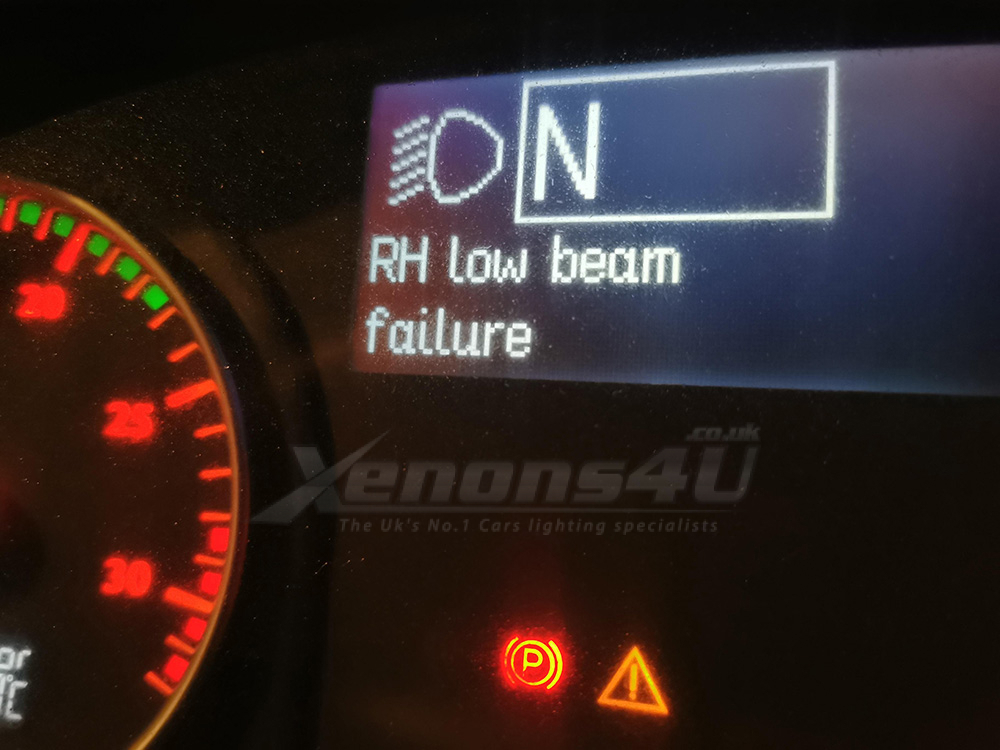 N
RH low beam
failure
20
25
30
.co.uk
Xenons4U
The Uk's No.1 Cars lighting specialists
P
°C